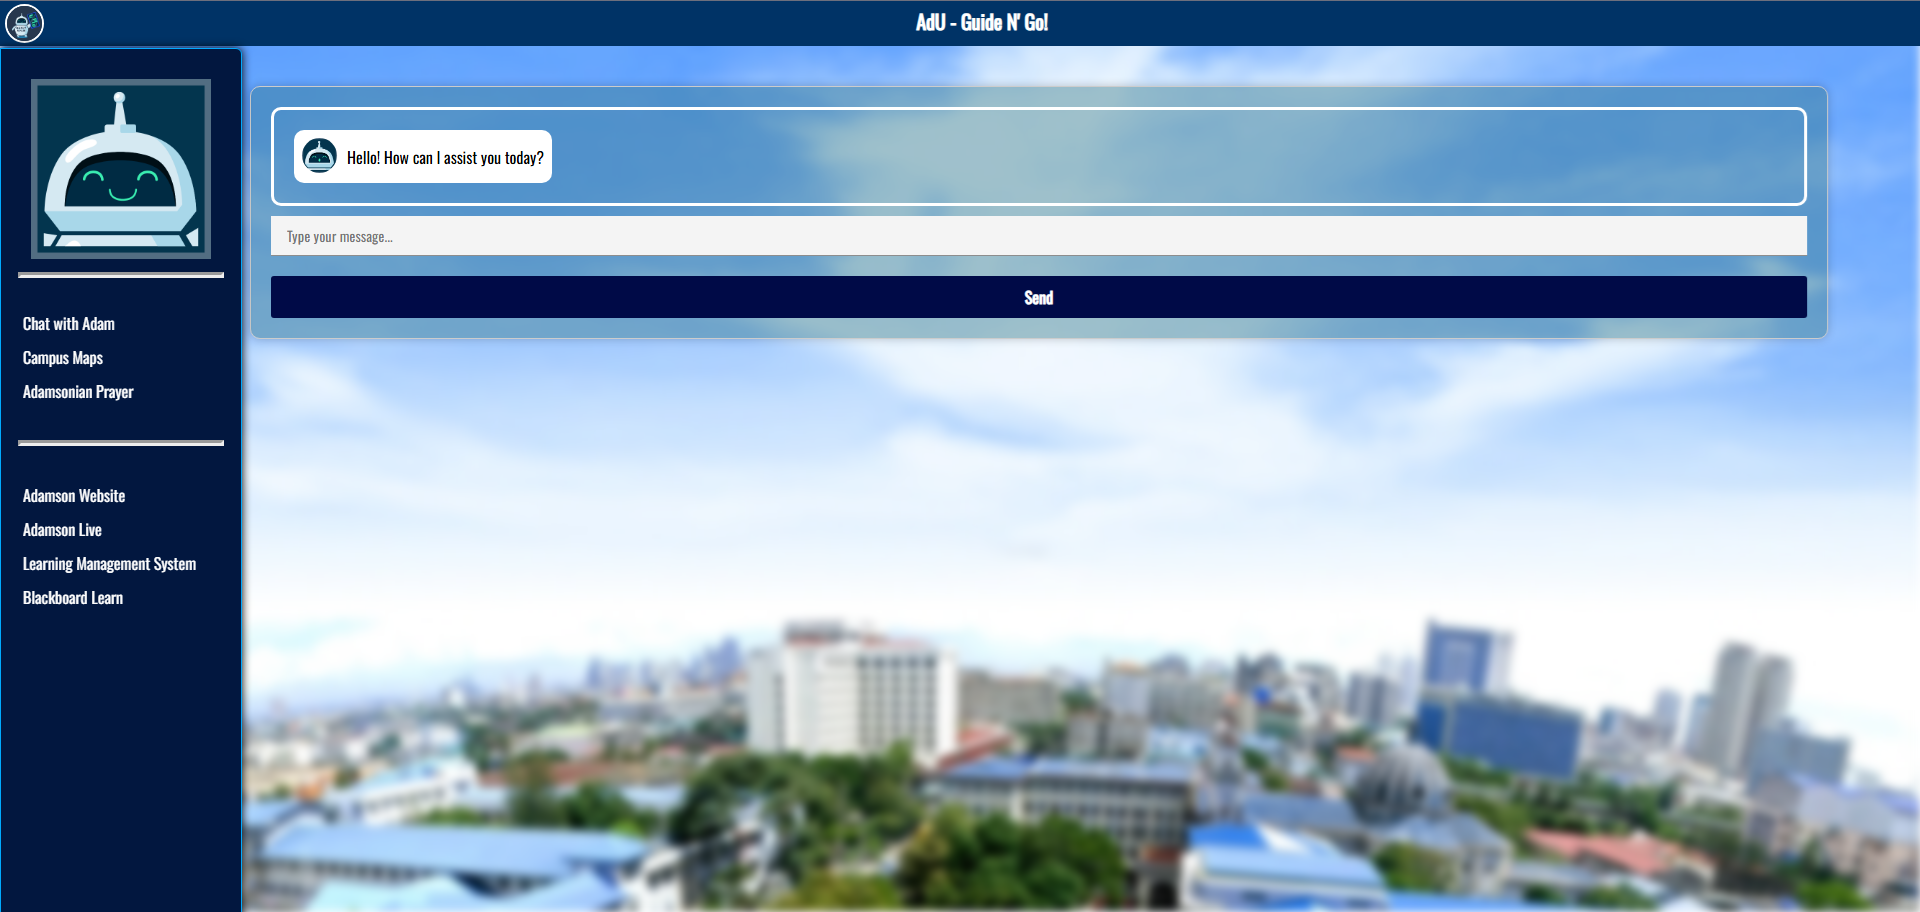 AdU - Guide N' Go!
Hello! How can I assist you today?
Type your message...
Send
Chat with Adam
Campus Maps
Adamsonian Prayer
Adamson Website
Adamson Live
Learning Management System
Blackboard Learn